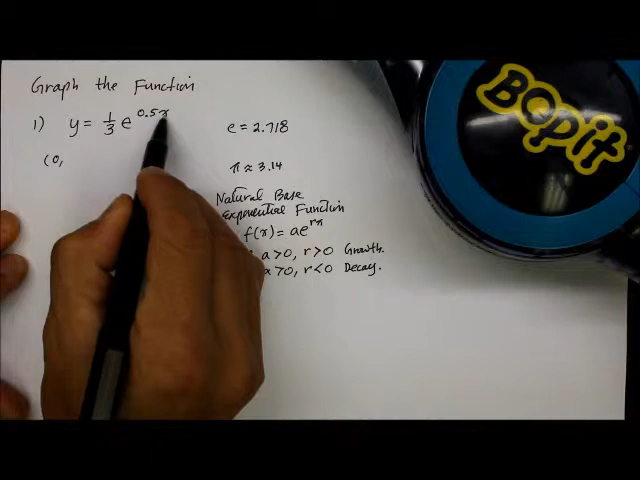 Graph the Function
1) y = 1/3 e^0.5x
e = 2.718
(0,
π ≈ 3.14
Natural Base
Exponential Function
f(x) = ae^rx
a > 0, r > 0 Growth.
> 0, r < 0 Decay.
Bopit